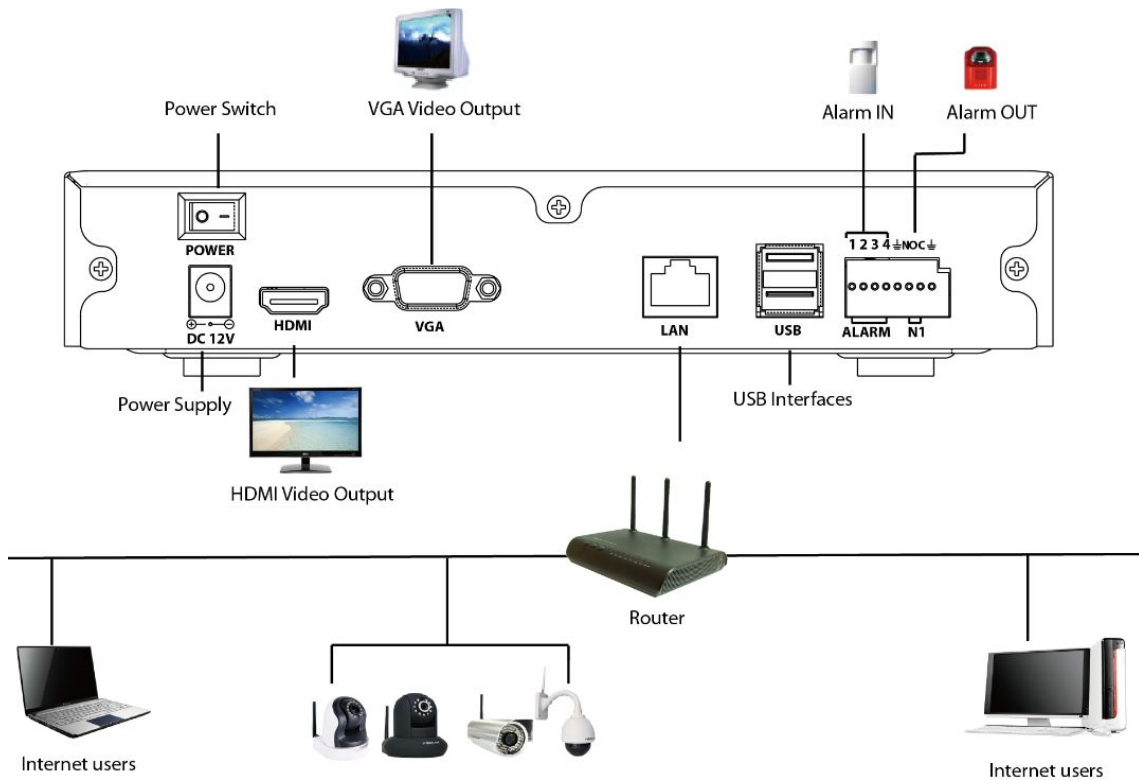 Power Switch
VGA Video Output
Alarm IN
Alarm OUT
POWER
DC 12V
HDMI
VGA
LAN
USB
1 2 3 4 ⏚NOC⏚
ALARM N1
Power Supply
HDMI Video Output
USB Interfaces
Router
Internet users
Internet users